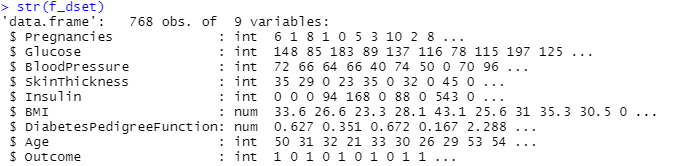 > str(f_dset)
'data.frame':   768 obs. of  9 variables:
 $ Pregnancies             : int  6 1 8 1 0 5 3 10 2 8 ...
 $ Glucose                 : int  148 85 183 89 137 116 78 115 197 125 ...
 $ BloodPressure           : int  72 66 64 66 40 74 50 0 70 96 ...
 $ SkinThickness           : int  35 29 0 23 35 0 32 0 45 0 ...
 $ Insulin                 : int  0 0 0 94 168 0 88 0 543 0 ...
 $ BMI                     : num  33.6 26.6 23.3 28.1 43.1 25.6 31 35.3 30.5 0 ...
 $ DiabetesPedigreeFunction: num  0.627 0.351 0.672 0.167 2.288 ...
 $ Age                     : int  50 31 32 21 33 30 26 29 53 54 ...
 $ Outcome                 : int  1 0 1 0 1 0 1 0 1 1 ...